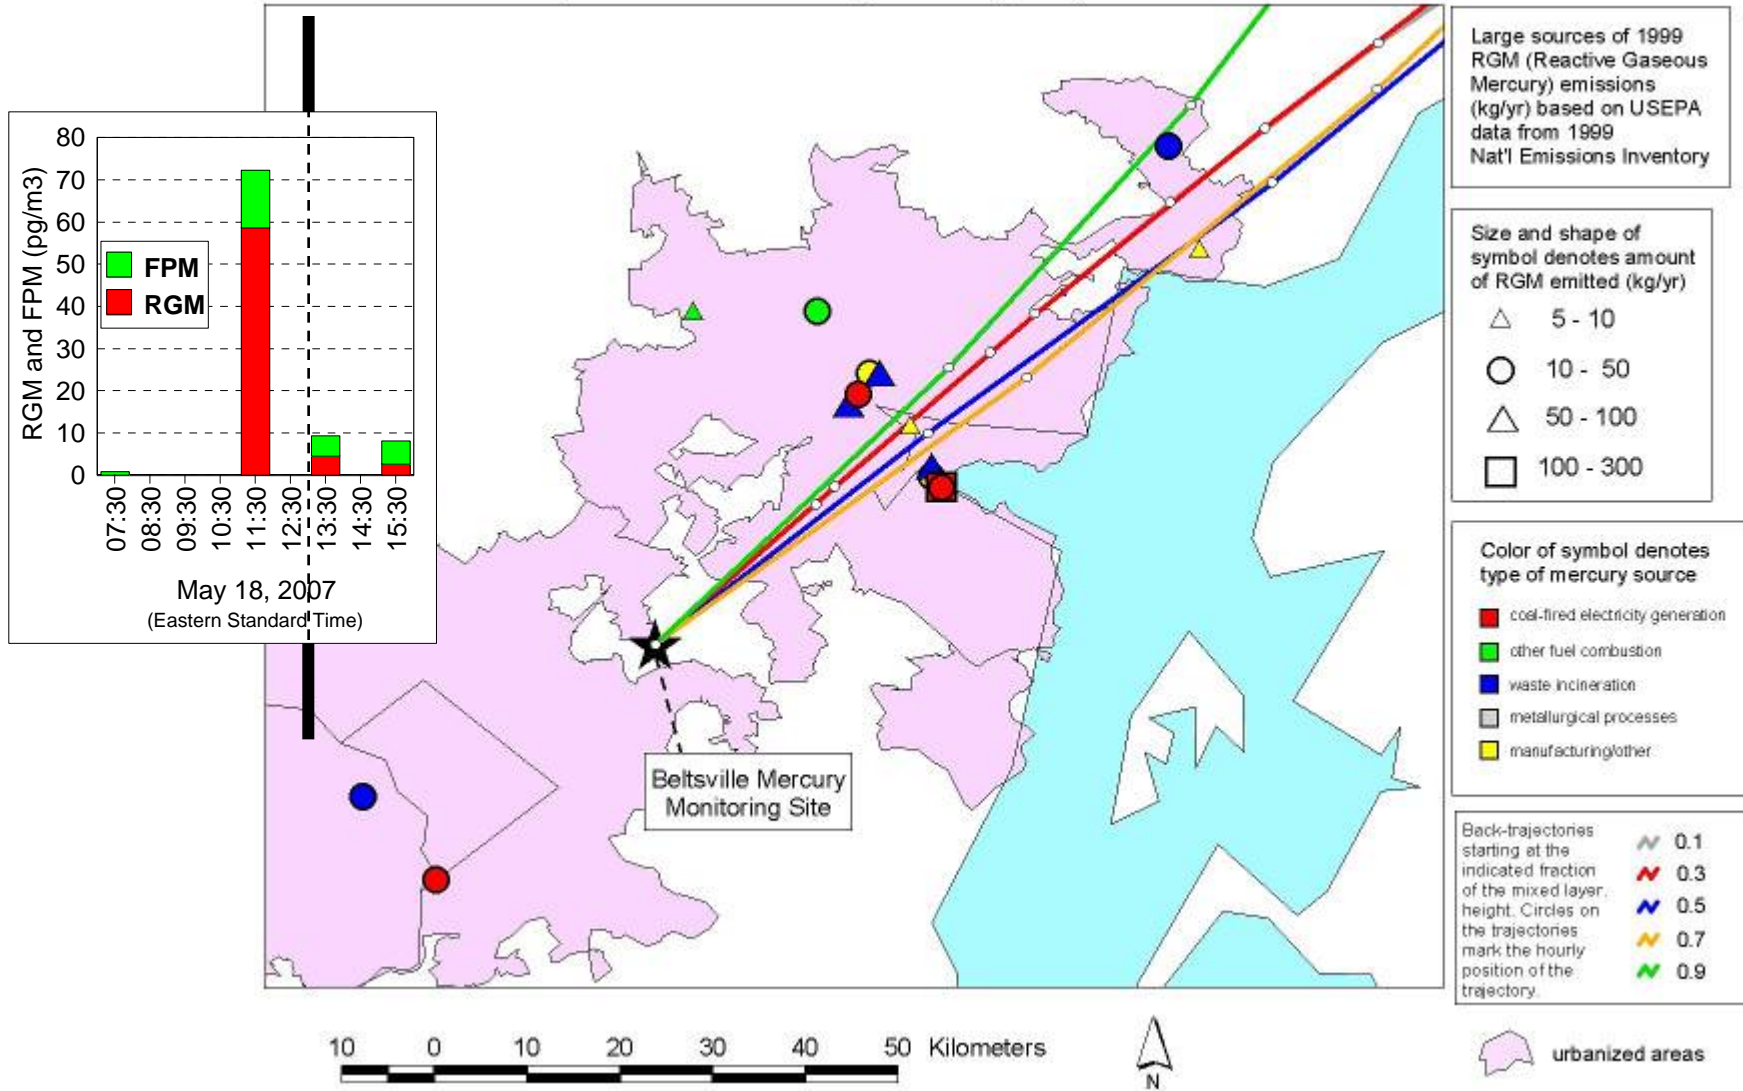 80
70
60
50
40
30
20
10
0
RGM and FPM (pg/m3)
FPM
RGM
07:30
08:30
09:30
10:30
11:30
12:30
13:30
14:30
15:30
May 18, 2007
(Eastern Standard Time)
Beltsville Mercury
Monitoring Site
10 0 10 20 30 40 50 Kilometers
N
Large sources of 1999
RGM (Reactive Gaseous
Mercury) emissions
(kg/yr) based on USEPA
data from 1999
Nat'l Emissions Inventory
Size and shape of
symbol denotes amount
of RGM emitted (kg/yr)
5 - 10
10 - 50
50 - 100
100 - 300
Color of symbol denotes
type of mercury source
coal-fired electricity generation
other fuel combustion
waste incineration
metallurgical processes
manufacturing/other
Back-trajectories
starting at the
indicated fraction
of the mixed layer.
height. Circles on
the trajectories
mark the hourly
position of the
trajectory.
0.1
0.3
0.5
0.7
0.9
urbanized areas